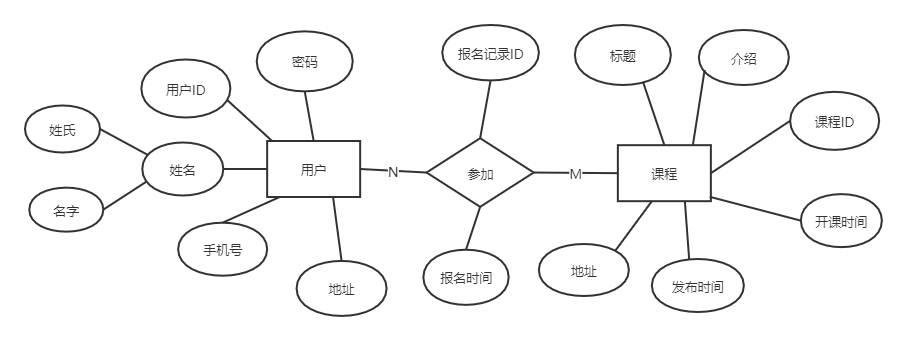 密码
报名记录ID
标题
介绍
用户ID
姓氏
课程ID
姓名
用户
N
参加
M
课程
名字
开课时间
手机号
地址
报名时间
地址
发布时间